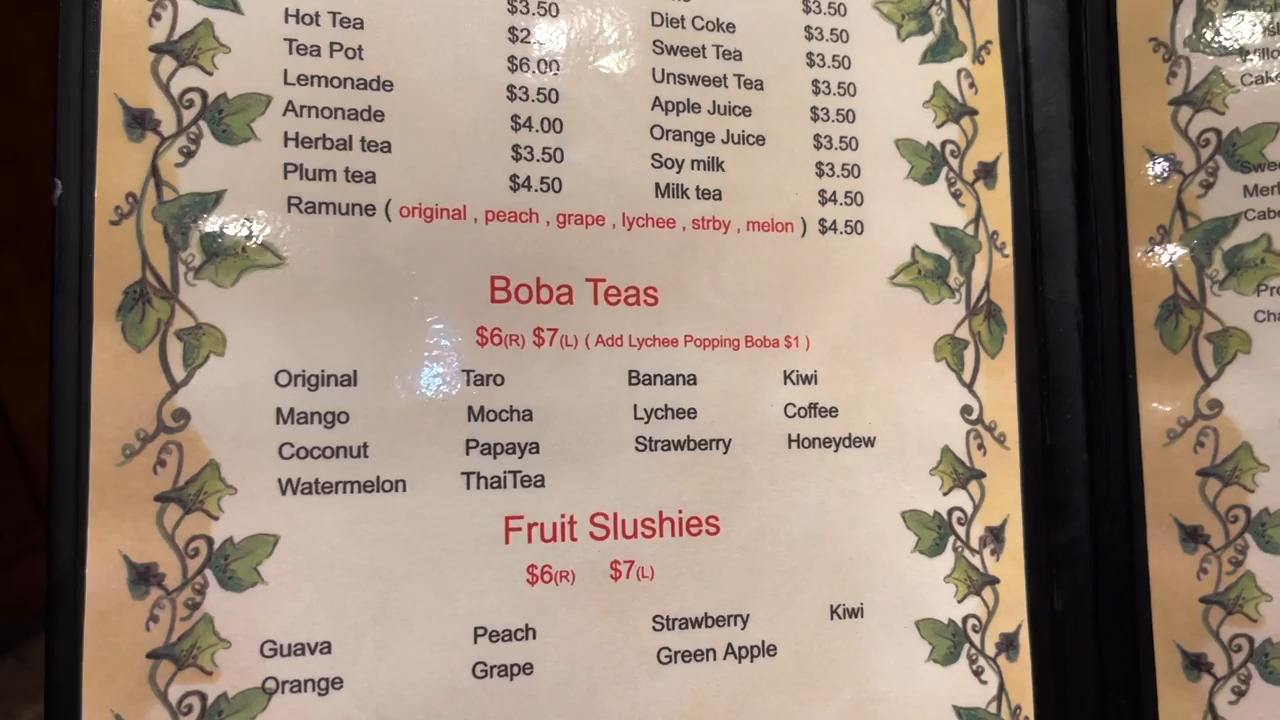 $3.50 $3.50
Hot Tea Diet Coke $3.50
Tea Pot $6.00 Sweet Tea $3.50
Lemonade $3.50 Unsweet Tea $3.50
Arnonade $4.00 Apple Juice $3.50
Herbal tea $3.50 Orange Juice $3.50
Plum tea $4.50 Soy milk $3.50
Milk tea $4.50
Ramune ( original , peach , grape , lychee , strby , melon ) $4.50
Boba Teas
$6(R) $7(L) ( Add Lychee Popping Boba $1 )
Original Taro Banana Kiwi
Mango Mocha Lychee Coffee
Coconut Papaya Strawberry Honeydew
Watermelon ThaiTea
Fruit Slushies
$6(R) $7(L)
Guava Peach Strawberry Kiwi
Orange Grape Green Apple